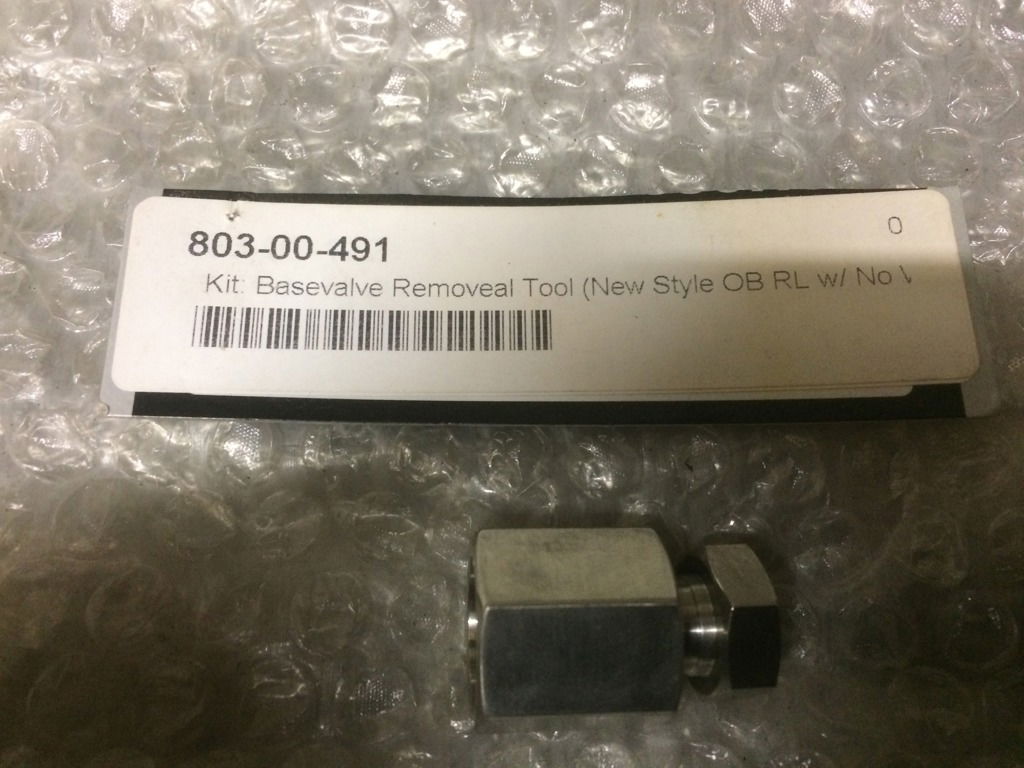 803-00-491
0
Kit: Basevalve Removeal Tool (New Style OB RL w/ No